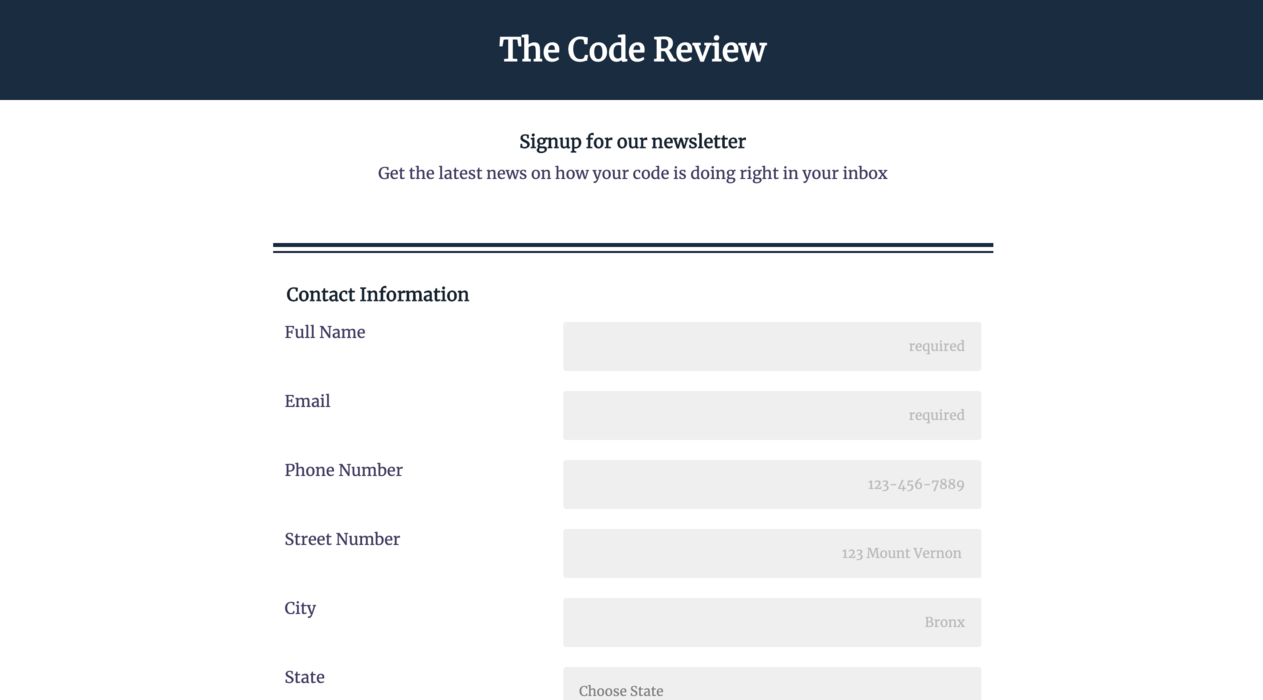 The Code Review
Signup for our newsletter
Get the latest news on how your code is doing right in your inbox
Contact Information
Full Name
required
Email
required
Phone Number
123-456-7889
Street Number
123 Mount Vernon
City
Bronx
State
Choose State